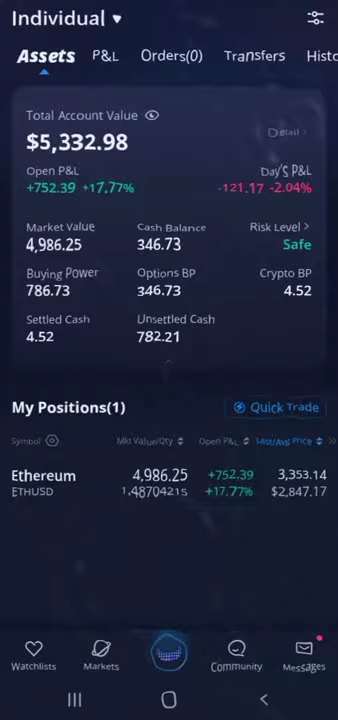 Individual
Assets P&L Orders(0) Transfers Histo
Total Account Value
Detail
$5,332.98
Open P&L Day's P&L
+752.39 +17.77% -121.17 -2.04%
Market Value Cash Balance Risk Level
4,986.25 346.73 Safe
Buying Power Options BP Crypto BP
786.73 346.73 4.52
Settled Cash Unsettled Cash
4.52 782.21
My Positions(1) Quick Trade
Symbol Mkt Value/Qty Open P&L Last/Avg Price
Ethereum 4,986.25 +752.39 3,353.14
ETHUSD 1.48704215 +17.77% $2,847.17
Watchlists Markets Community Messages